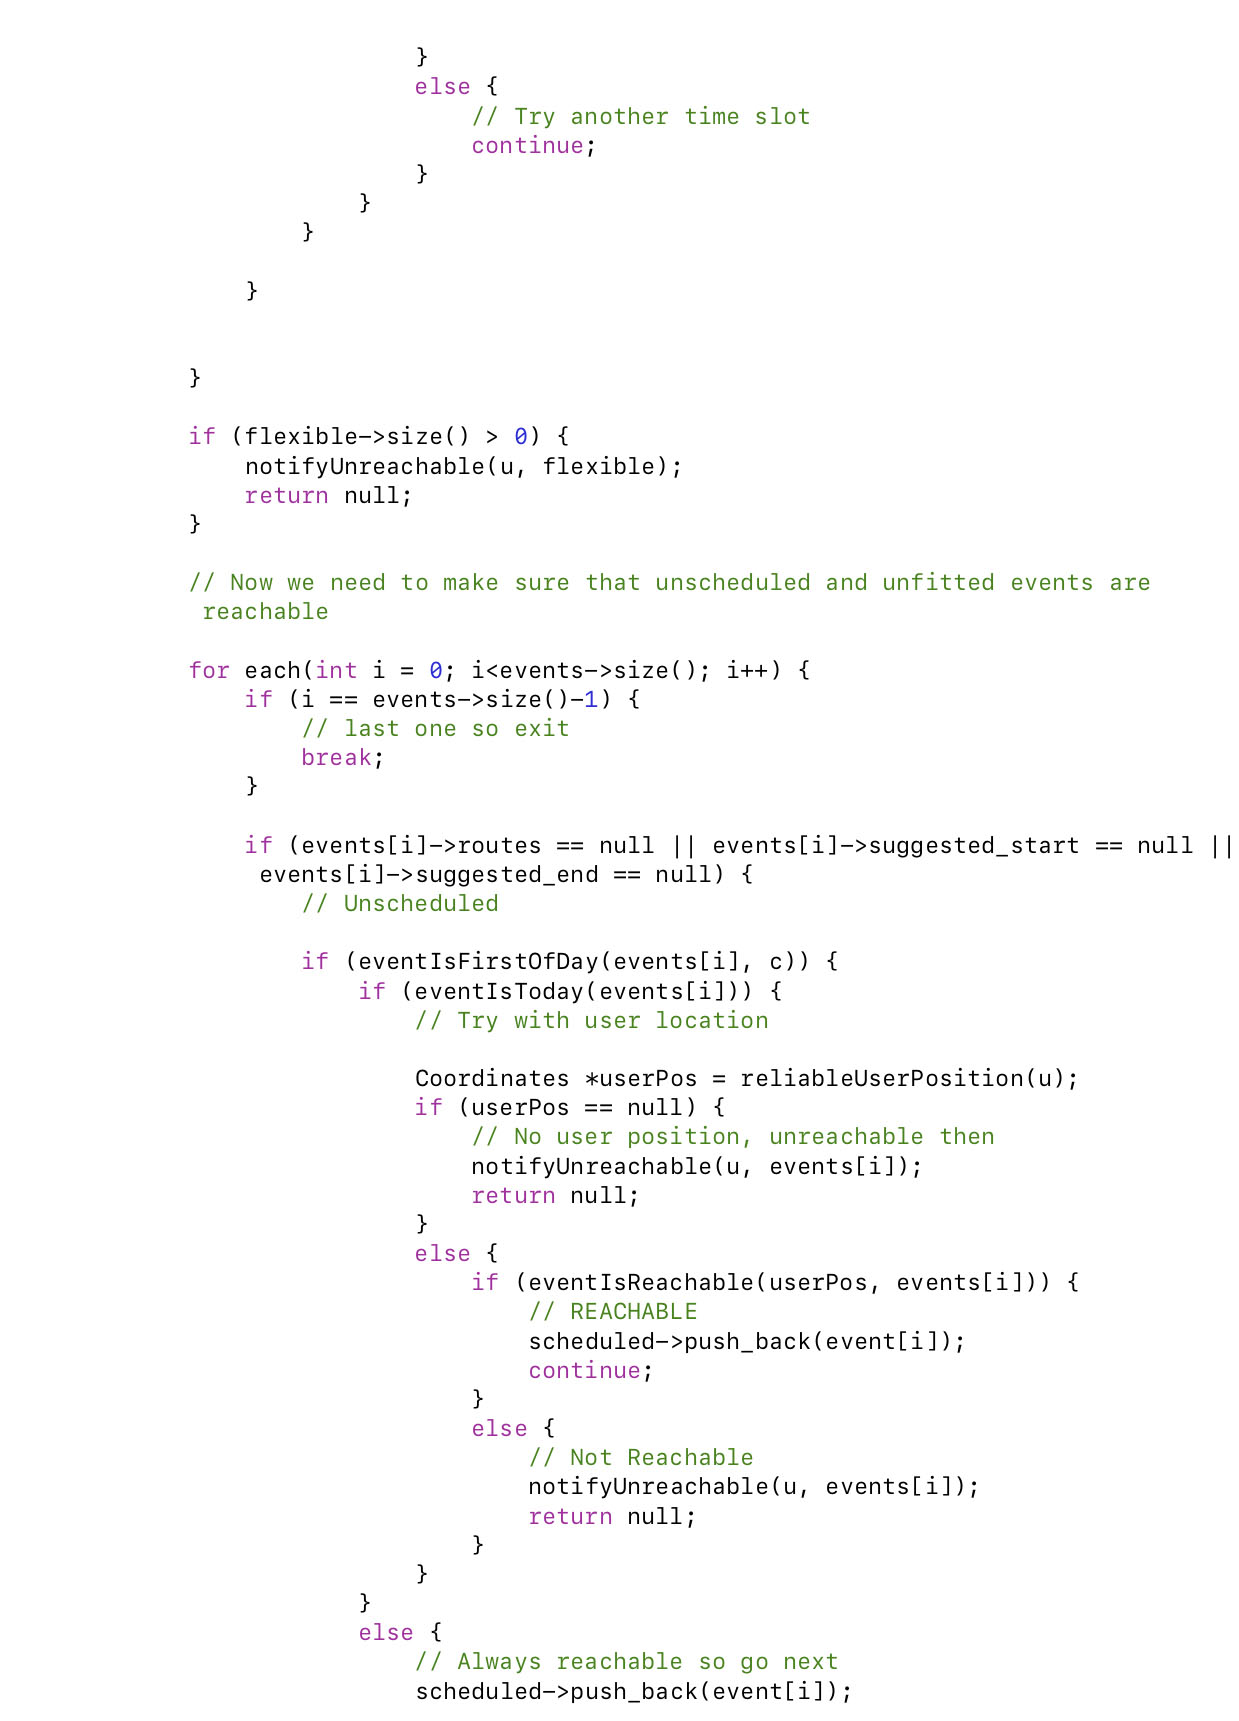 }
else {
// Try another time slot
continue;
}
}
}
}
}
if (flexible->size() > 0) {
notifyUnreachable(u, flexible);
return null;
}
// Now we need to make sure that unscheduled and unfitted events are
reachable
for each(int i = 0; i<events->size(); i++) {
if (i == events->size()-1) {
// last one so exit
break;
}
if (events[i]->routes == null || events[i]->suggested_start == null ||
events[i]->suggested_end == null) {
// Unscheduled
if (eventIsFirstOfDay(events[i], c)) {
if (eventIsToday(events[i])) {
// Try with user location
Coordinates *userPos = reliableUserPosition(u);
if (userPos == null) {
// No user position, unreachable then
notifyUnreachable(u, events[i]);
return null;
}
else {
if (eventIsReachable(userPos, events[i])) {
// REACHABLE
scheduled->push_back(event[i]);
continue;
}
else {
// Not Reachable
notifyUnreachable(u, events[i]);
return null;
}
}
}
else {
// Always reachable so go next
scheduled->push_back(event[i]);